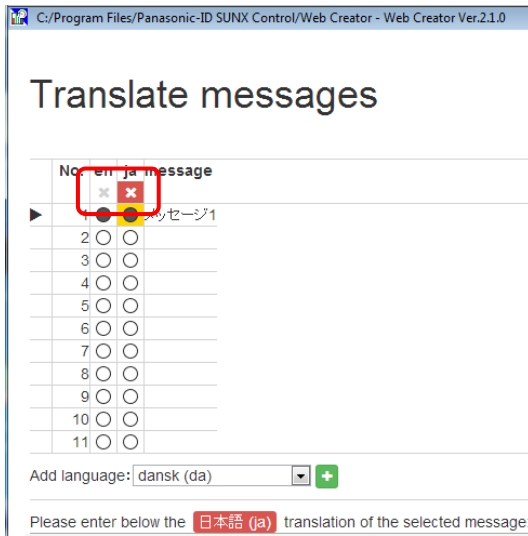 C:/Program Files/Panasonic-ID SUNX Control/Web Creator - Web Creator Ver.2.1.0
Translate messages
No. en ja message
1 メッセージ1
2
3
4
5
6
7
8
9
10
11
Add language: dansk (da)
Please enter below the 日本語 (ja) translation of the selected message